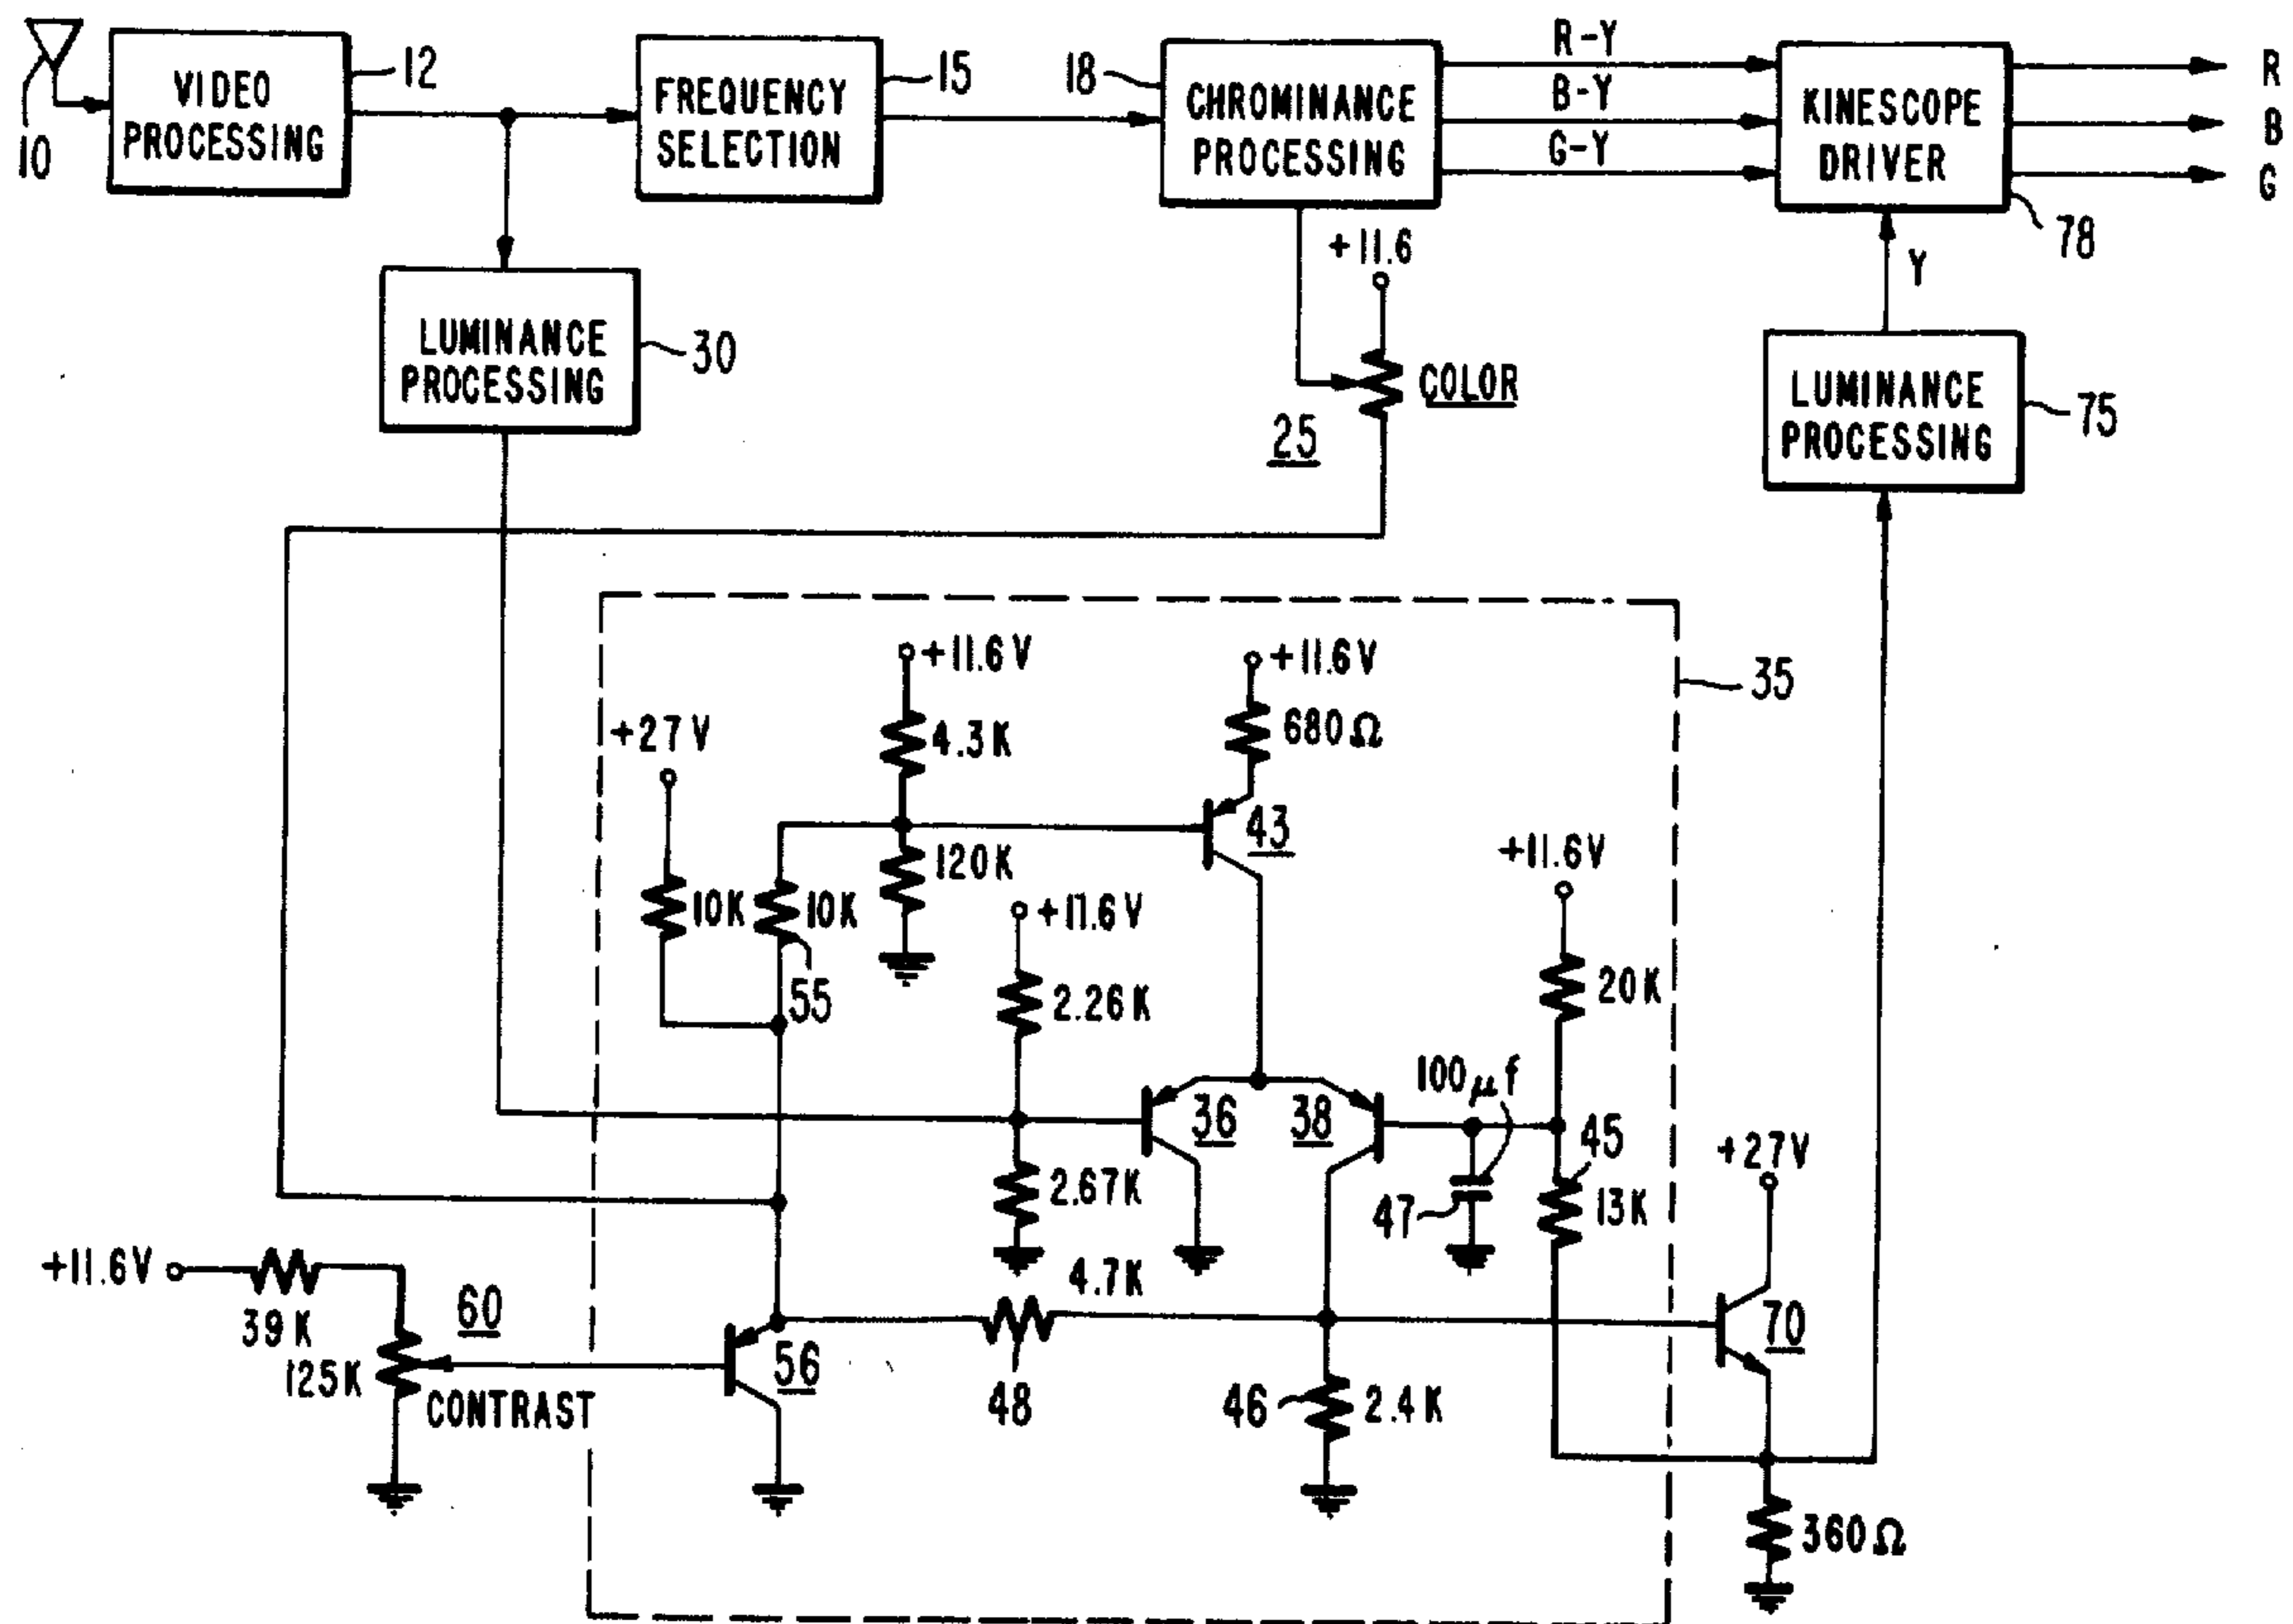 10
VIDEO
PROCESSING
12
FREQUENCY
SELECTION
15
18
CHROMINANCE
PROCESSING
R-Y
B-Y
G-Y
KINESCOPE
DRIVER
78
R
B
G
LUMINANCE
PROCESSING
30
+11.6
COLOR
25
Y
LUMINANCE
PROCESSING
75
35
+27V
+11.6V
4.3K
+11.6V
680Ω
43
10K
10K
120K
55
+11.6V
2.26K
+11.6V
20K
36
38
100μf
45
2.67K
47
13K
+27V
+11.6V
39K
60
125K
CONTRAST
56
4.7K
48
46
2.4K
70
360Ω